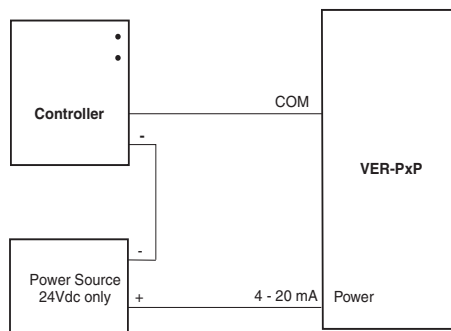 COM
Controller
-
VER-PxP
-
Power Source
24Vdc only
+
4 - 20 mA
Power